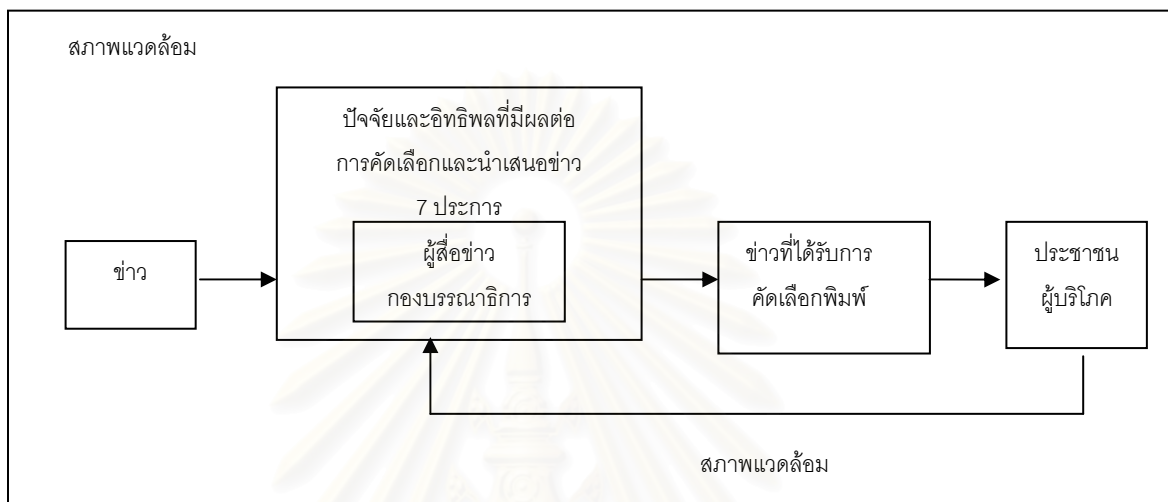 สภาพแวดล้อม
ปัจจัยและอิทธิพลที่มีผลต่อ
การคัดเลือกและนำเสนอข่าว
7 ประการ
ข่าว
ผู้สื่อข่าว
กองบรรณาธิการ
ข่าวที่ได้รับการ
คัดเลือกพิมพ์
ประชาชน
ผู้บริโภค
สภาพแวดล้อม